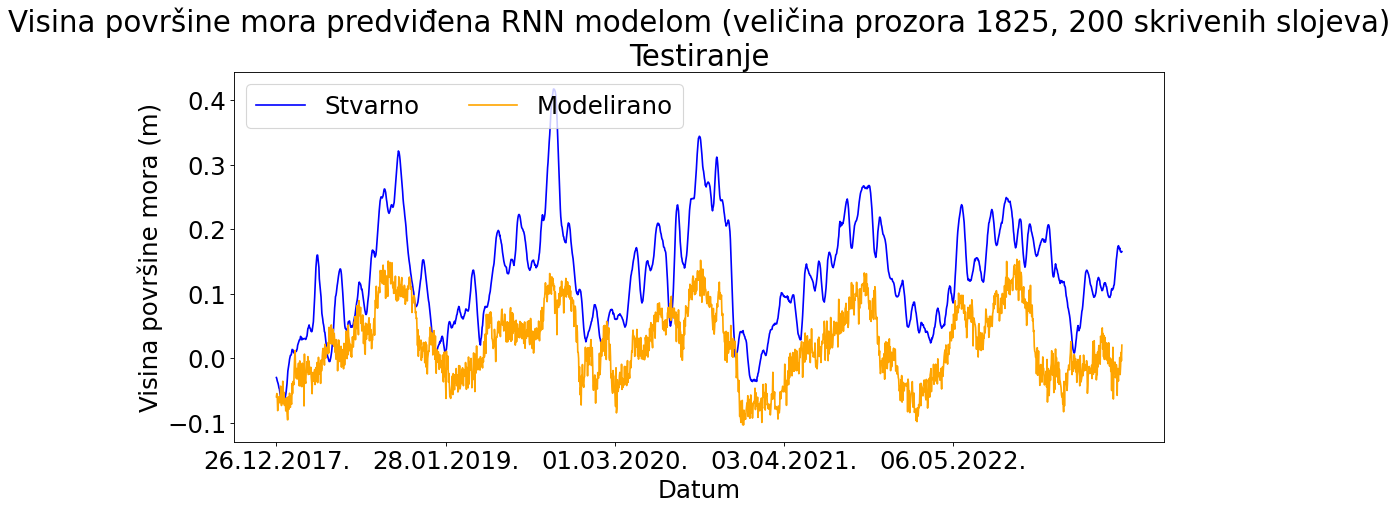 Visina površine mora predviđena RNN modelom (veličina prozora 1825, 200 skrivenih slojeva)
Testiranje
Stvarno
Modelirano
Visina površine mora (m)
0.4
0.3
0.2
0.1
0.0
−0.1
26.12.2017.
28.01.2019.
01.03.2020.
03.04.2021.
06.05.2022.
Datum